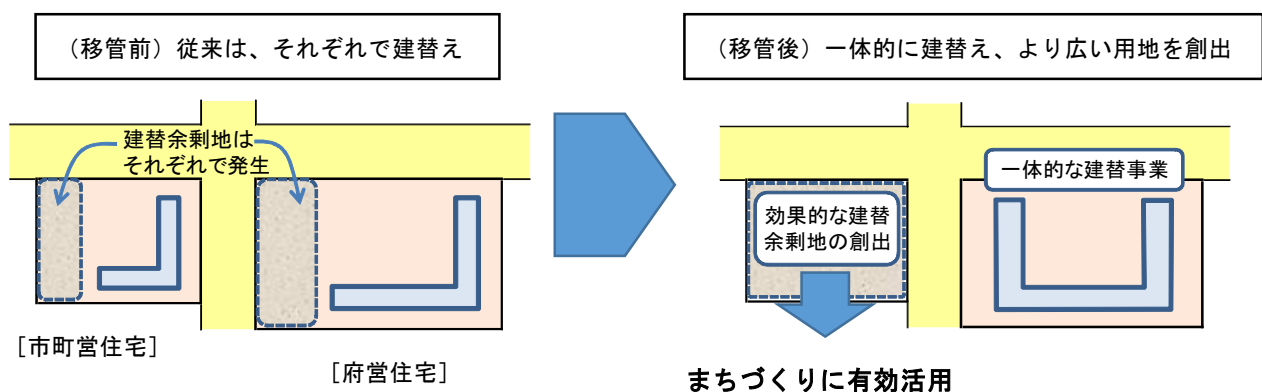 （移管前）従来は、それぞれで建替え
建替余剰地は
それぞれで発生
［市町営住宅］
［府営住宅］
（移管後）一体的に建替え、より広い用地を創出
一体的な建替事業
効果的な建替
余剰地の創出
まちづくりに有効活用